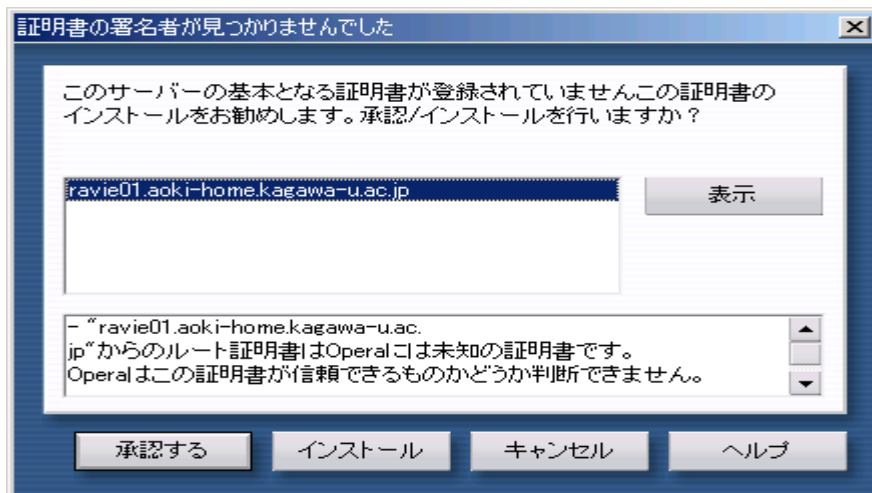 証明書の署名者が見つかりませんでした
このサーバーの基本となる証明書が登録されていませんこの証明書の
インストールをお勧めします。承認/インストールを行いますか？
ravie01.aoki-home.kagawa-u.ac.jp
表示
- "ravie01.aoki-home.kagawa-u.ac.
jp"からのルート証明書はOperaには未知の証明書です。
Operaはこの証明書が信頼できるものかどうか判断できません。
承認する
インストール
キャンセル
ヘルプ